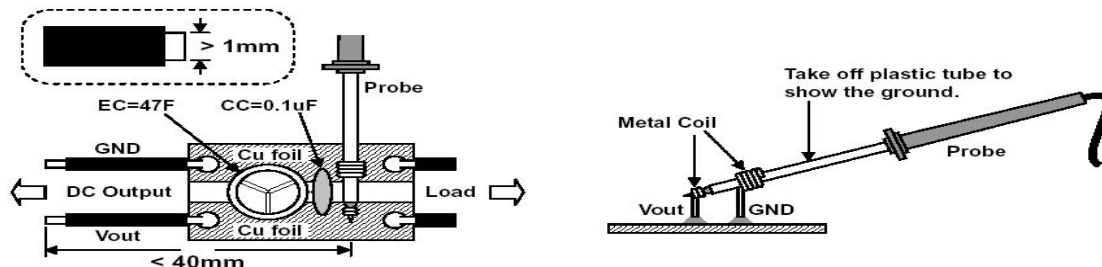 > 1mm
Probe
EC=47F
CC=0.1uF
GND
Cu foil
DC Output
Load
Vout
Cu foil
< 40mm
Take off plastic tube to
show the ground.
Metal Coil
Probe
Vout
GND